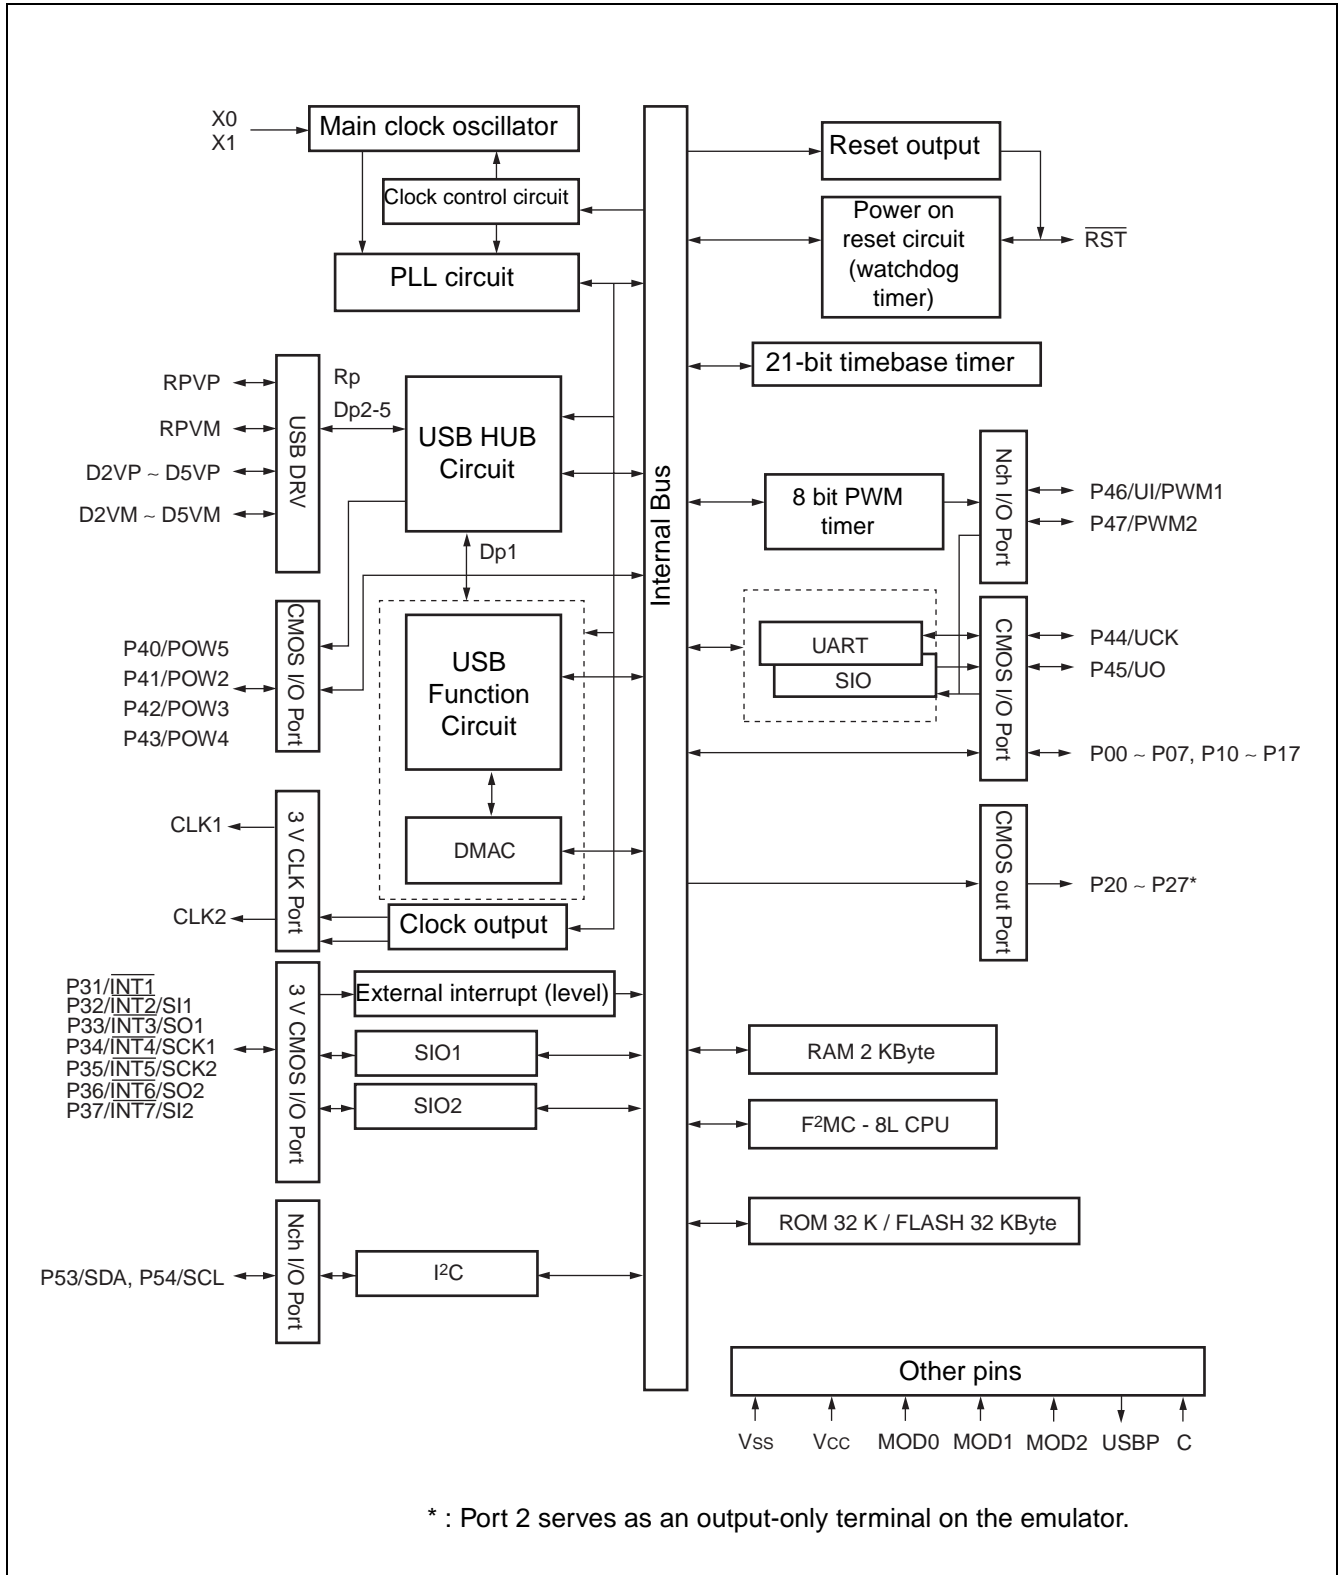 X0
X1
Main clock oscillator
Clock control circuit
PLL circuit
RPVP
RPVM
D2VP ~ D5VP
D2VM ~ D5VM
USB DRV
Rp
Dp2-5
USB HUB
Circuit
Dp1
P40/POW5
P41/POW2
P42/POW3
P43/POW4
CMOS I/O Port
USB
Function
Circuit
DMAC
CLK1
CLK2
3 V CLK Port
Clock output
P31/INT1
P32/INT2/SI1
P33/INT3/SO1
P34/INT4/SCK1
P35/INT5/SCK2
P36/INT6/SO2
P37/INT7/SI2
3 V CMOS I/O Port
External interrupt (level)
SIO1
SIO2
P53/SDA, P54/SCL
Nch I/O Port
I²C
Internal Bus
Reset output
Power on
reset circuit
(watchdog
timer)
RST
21-bit timebase timer
8 bit PWM
timer
Nch I/O Port
P46/UI/PWM1
P47/PWM2
UART
SIO
CMOS I/O Port
P44/UCK
P45/UO
P00 ~ P07, P10 ~ P17
CMOS out Port
P20 ~ P27*
RAM 2 KByte
F²MC - 8L CPU
ROM 32 K / FLASH 32 KByte
Other pins
Vss
Vcc
MOD0
MOD1
MOD2
USBP
C
* : Port 2 serves as an output-only terminal on the emulator.